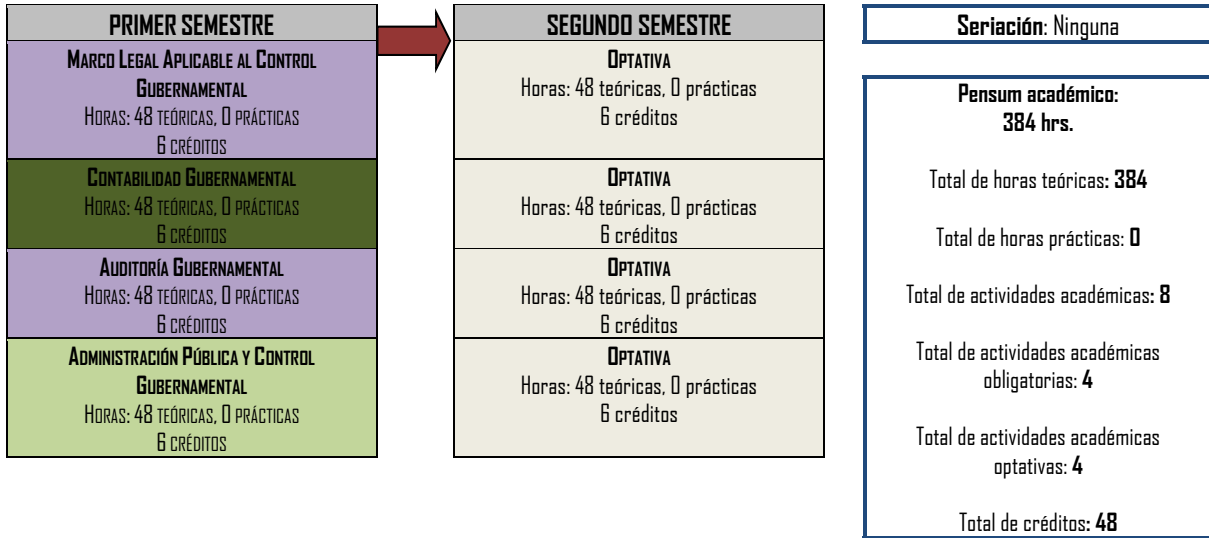 PRIMER SEMESTRE
MARCO LEGAL APLICABLE AL CONTROL
GUBERNAMENTAL
HORAS: 48 TEÓRICAS, 0 PRÁCTICAS
6 CRÉDITOS
CONTABILIDAD GUBERNAMENTAL
HORAS: 48 TEÓRICAS, 0 PRÁCTICAS
6 CRÉDITOS
AUDITORÍA GUBERNAMENTAL
HORAS: 48 TEÓRICAS, 0 PRÁCTICAS
6 CRÉDITOS
ADMINISTRACIÓN PÚBLICA Y CONTROL
GUBERNAMENTAL
HORAS: 48 TEÓRICAS, 0 PRÁCTICAS
6 CRÉDITOS
SEGUNDO SEMESTRE
OPTATIVA
Horas: 48 teóricas, 0 prácticas
6 créditos
OPTATIVA
Horas: 48 teóricas, 0 prácticas
6 créditos
OPTATIVA
Horas: 48 teóricas, 0 prácticas
6 créditos
OPTATIVA
Horas: 48 teóricas, 0 prácticas
6 créditos
Seriación: Ninguna
Pensum académico:
384 hrs.
Total de horas teóricas: 384
Total de horas prácticas: 0
Total de actividades académicas: 8
Total de actividades académicas
obligatorias: 4
Total de actividades académicas
optativas: 4
Total de créditos: 48